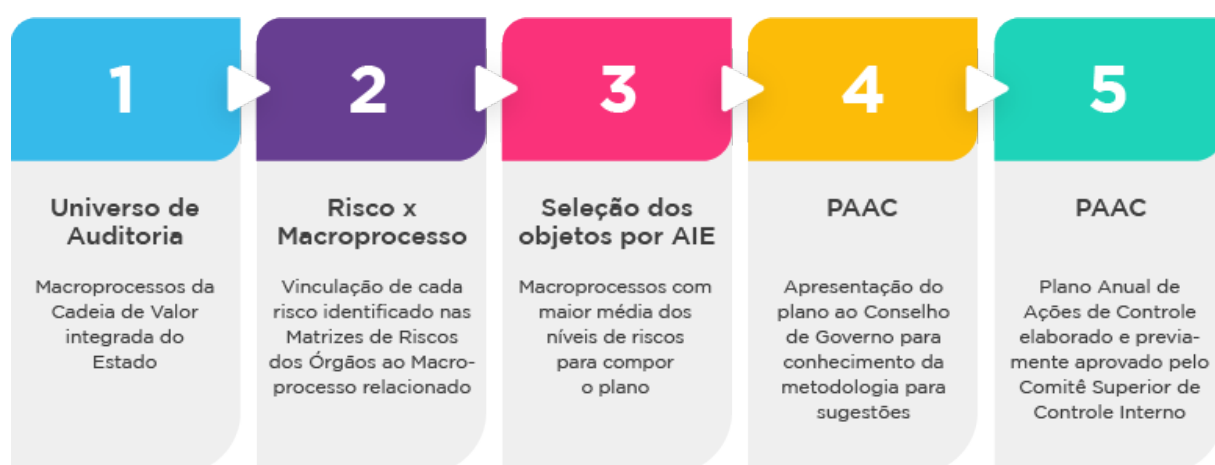 1
Universo de
Auditoria
Macroprocessos da
Cadeia de Valor
integrada do
Estado
2
Risco x
Macroprocesso
Vinculação de cada
risco identificado nas
Matrizes de Riscos
dos Órgãos ao Macro-
processo relacionado
3
Seleção dos
objetos por AIE
Macroprocessos com
maior média dos
níveis de riscos
para compor
o plano
4
PAAC
Apresentação do
plano ao Conselho
de Governo para
conhecimento da
metodologia para
sugestões
5
PAAC
Plano Anual de
Ações de Controle
elaborado e previa-
mente aprovado pelo
Comitê Superior de
Controle Interno